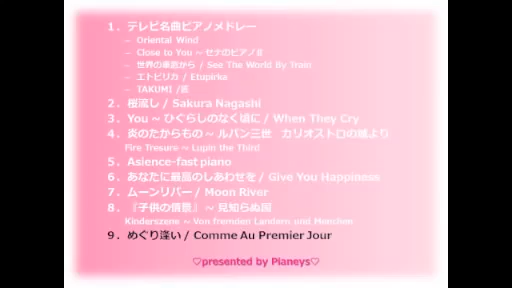 1. テレビ名曲ピアノメドレー
– Oriental Wind
– Close to You ~ セナのピアノⅡ
– 世界の車窓から / See The World By Train
– エトピリカ / Etupirka
– TAKUMI /匠
2. 桜流し / Sakura Nagashi
3. You ~ ひぐらしのなく頃に / When They Cry
4. 炎のたからもの ~ ルパン三世 カリオストロの城より
Fire Tresure ~ Lupin the Third
5. Asience-fast piano
6. あなたに最高のしあわせを / Give You Happiness
7. ムーンリバー / Moon River
8. 『子供の情景』 ~ 見知らぬ国
Kinderszene ~ Von fremden Landern und Menchen
9. めぐり逢い / Comme Au Premier Jour
♡presented by Planeys♡